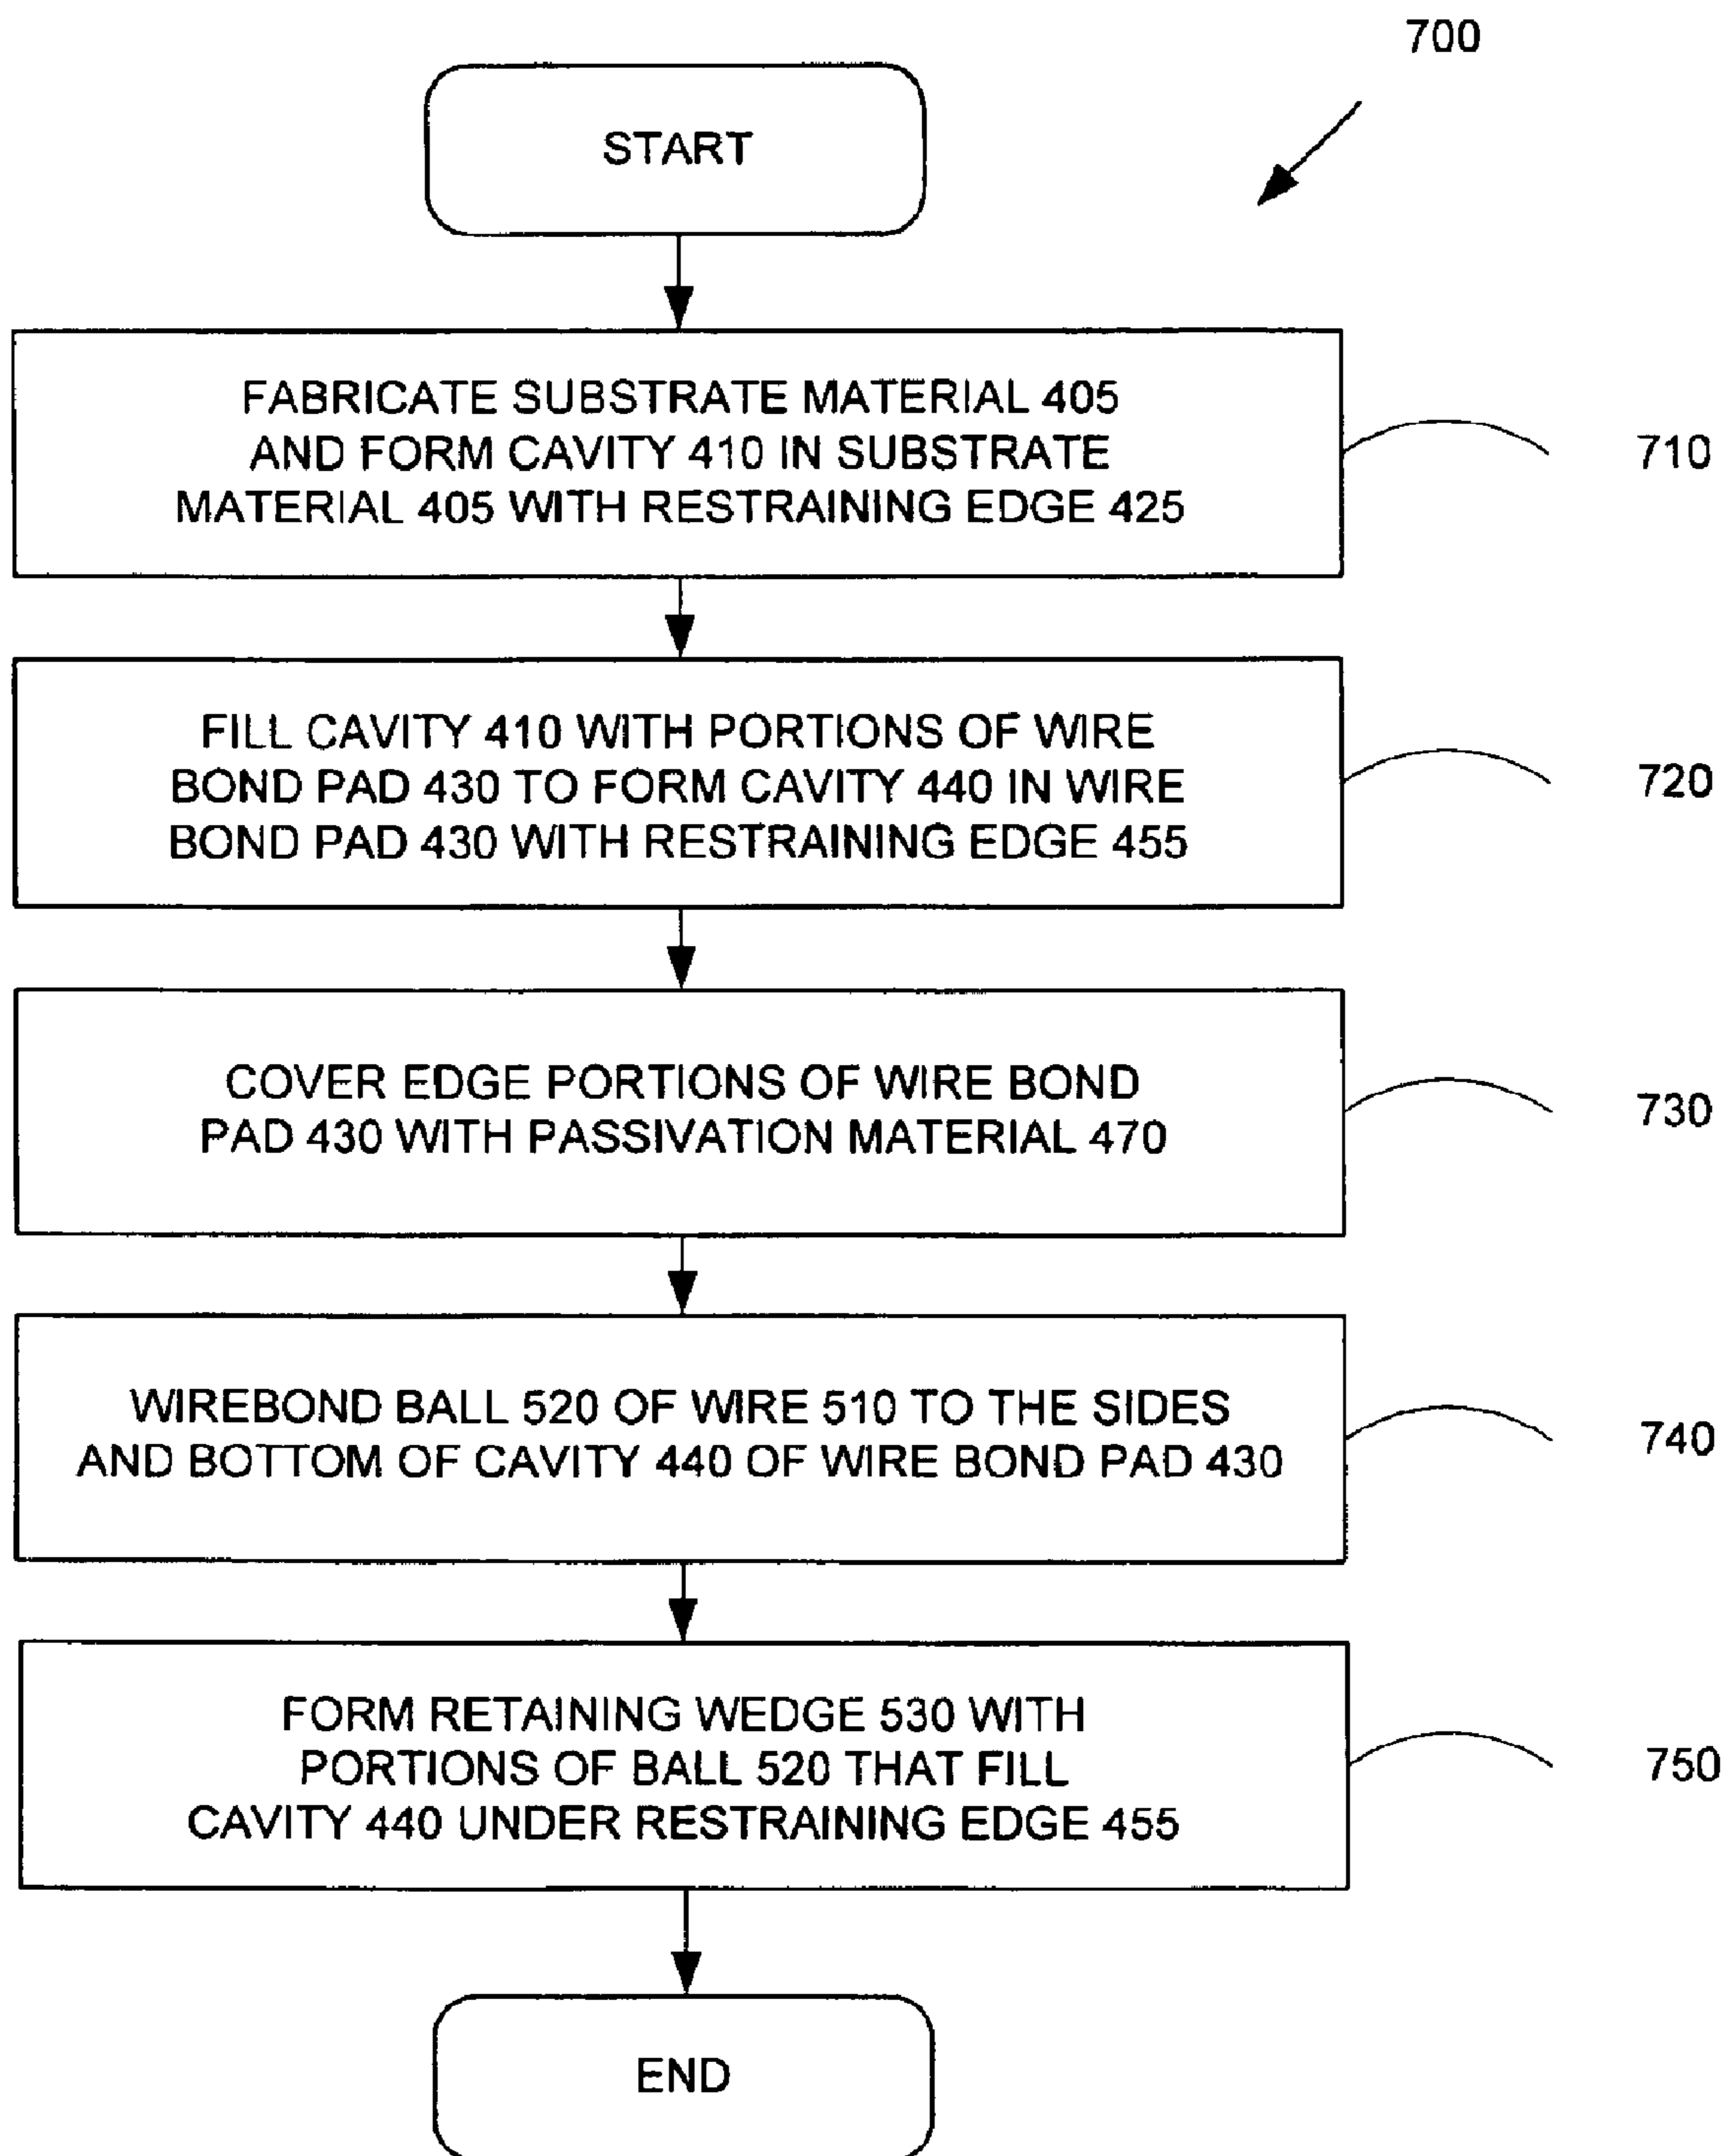 700
START
FABRICATE SUBSTRATE MATERIAL 405
AND FORM CAVITY 410 IN SUBSTRATE
MATERIAL 405 WITH RESTRAINING EDGE 425
710
FILL CAVITY 410 WITH PORTIONS OF WIRE
BOND PAD 430 TO FORM CAVITY 440 IN WIRE
BOND PAD 430 WITH RESTRAINING EDGE 455
720
COVER EDGE PORTIONS OF WIRE BOND
PAD 430 WITH PASSIVATION MATERIAL 470
730
WIREBOND BALL 520 OF WIRE 510 TO THE SIDES
AND BOTTOM OF CAVITY 440 OF WIRE BOND PAD 430
740
FORM RETAINING WEDGE 530 WITH
PORTIONS OF BALL 520 THAT FILL
CAVITY 440 UNDER RESTRAINING EDGE 455
750
END